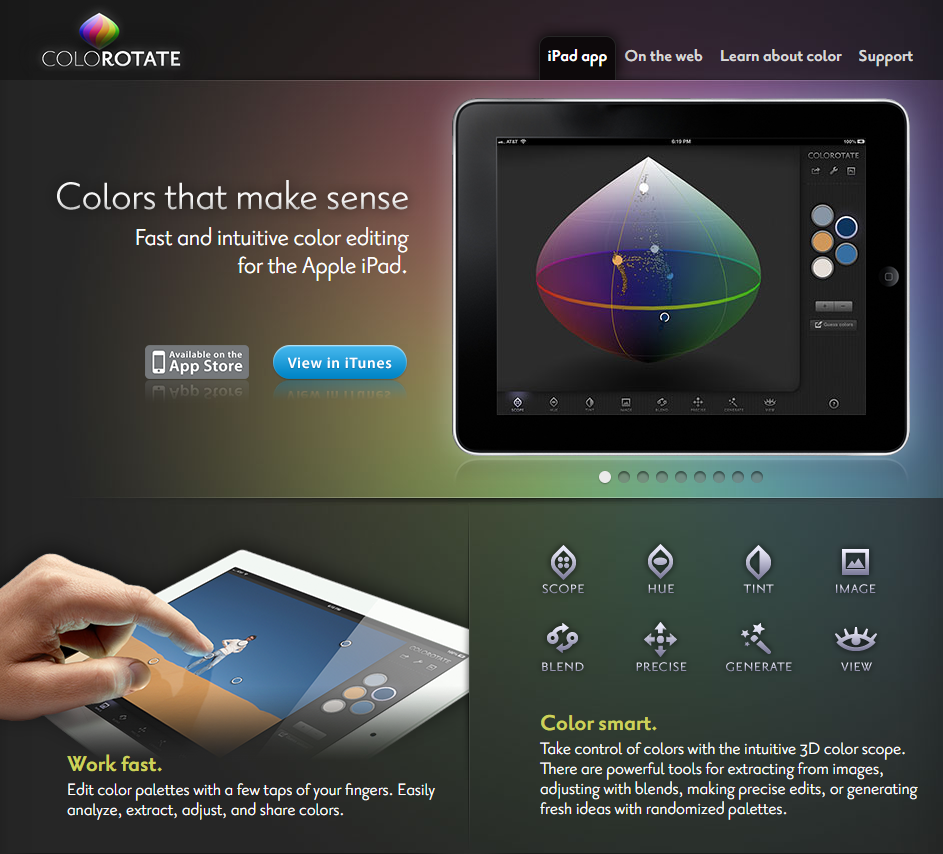 COLOROTATE
iPad app
On the web
Learn about color
Support
AT&T
6:19 PM
100%
COLOROTATE
Colors that make sense
Fast and intuitive color editing
for the Apple iPad.
Available on the
App Store
View in iTunes
Guess colors
SCOPE
HUE
TINT
IMAGE
BLEND
PRECISE
GENERATE
VIEW
COLOROTATE
SCOPE
HUE
TINT
IMAGE
BLEND
PRECISE
GENERATE
VIEW
Work fast.
Edit color palettes with a few taps of your fingers. Easily
analyze, extract, adjust, and share colors.
Color smart.
Take control of colors with the intuitive 3D color scope.
There are powerful tools for extracting from images,
adjusting with blends, making precise edits, or generating
fresh ideas with randomized palettes.